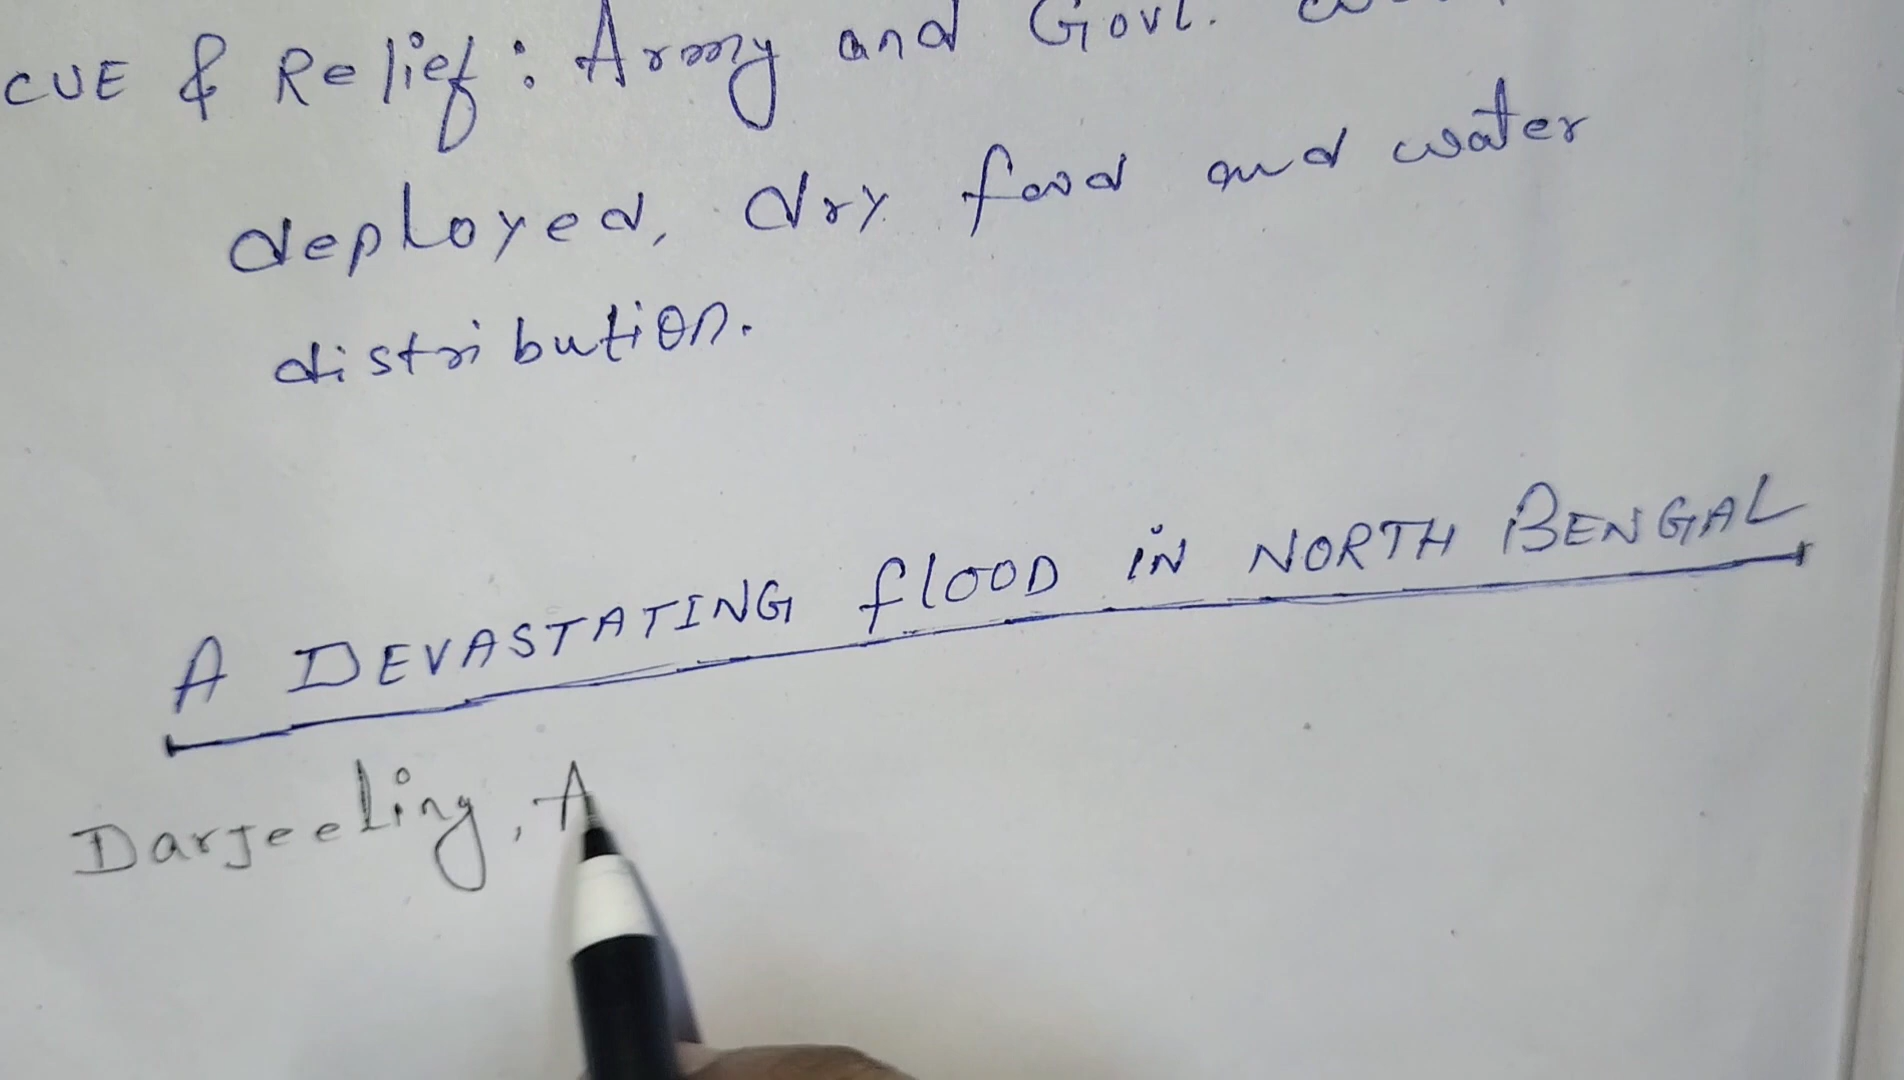 CUE & Relief: Army and Govt.
deployed, dry food and water
distribution.
A DEVASTATING flOOD iN NORTH BENGAL
Darjeeling, A